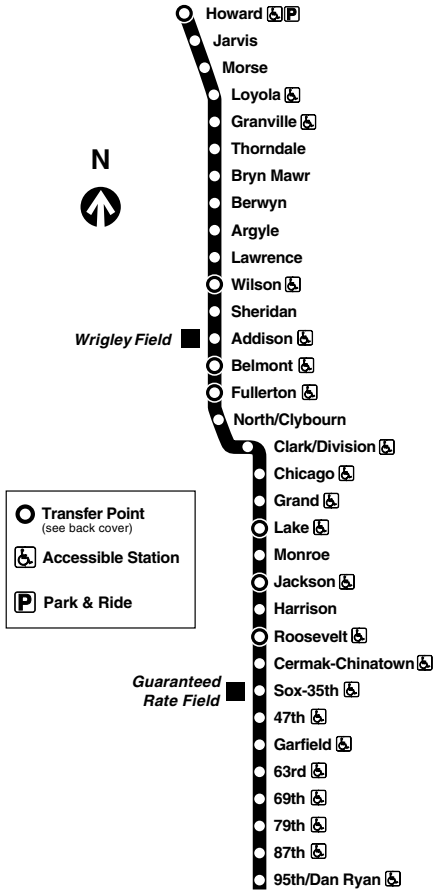 Howard P
Jarvis
Morse
Loyola
Granville
N
Thorndale
Bryn Mawr
Berwyn
Argyle
Lawrence
Wilson
Sheridan
Wrigley Field
Addison
Belmont
Fullerton
North/Clybourn
Clark/Division
Chicago
Grand
Lake
Monroe
Jackson
Harrison
Roosevelt
Cermak-Chinatown
Guaranteed
Rate Field
Sox-35th
47th
Garfield
63rd
69th
79th
87th
95th/Dan Ryan
Transfer Point
(see back cover)
Accessible Station
P Park & Ride